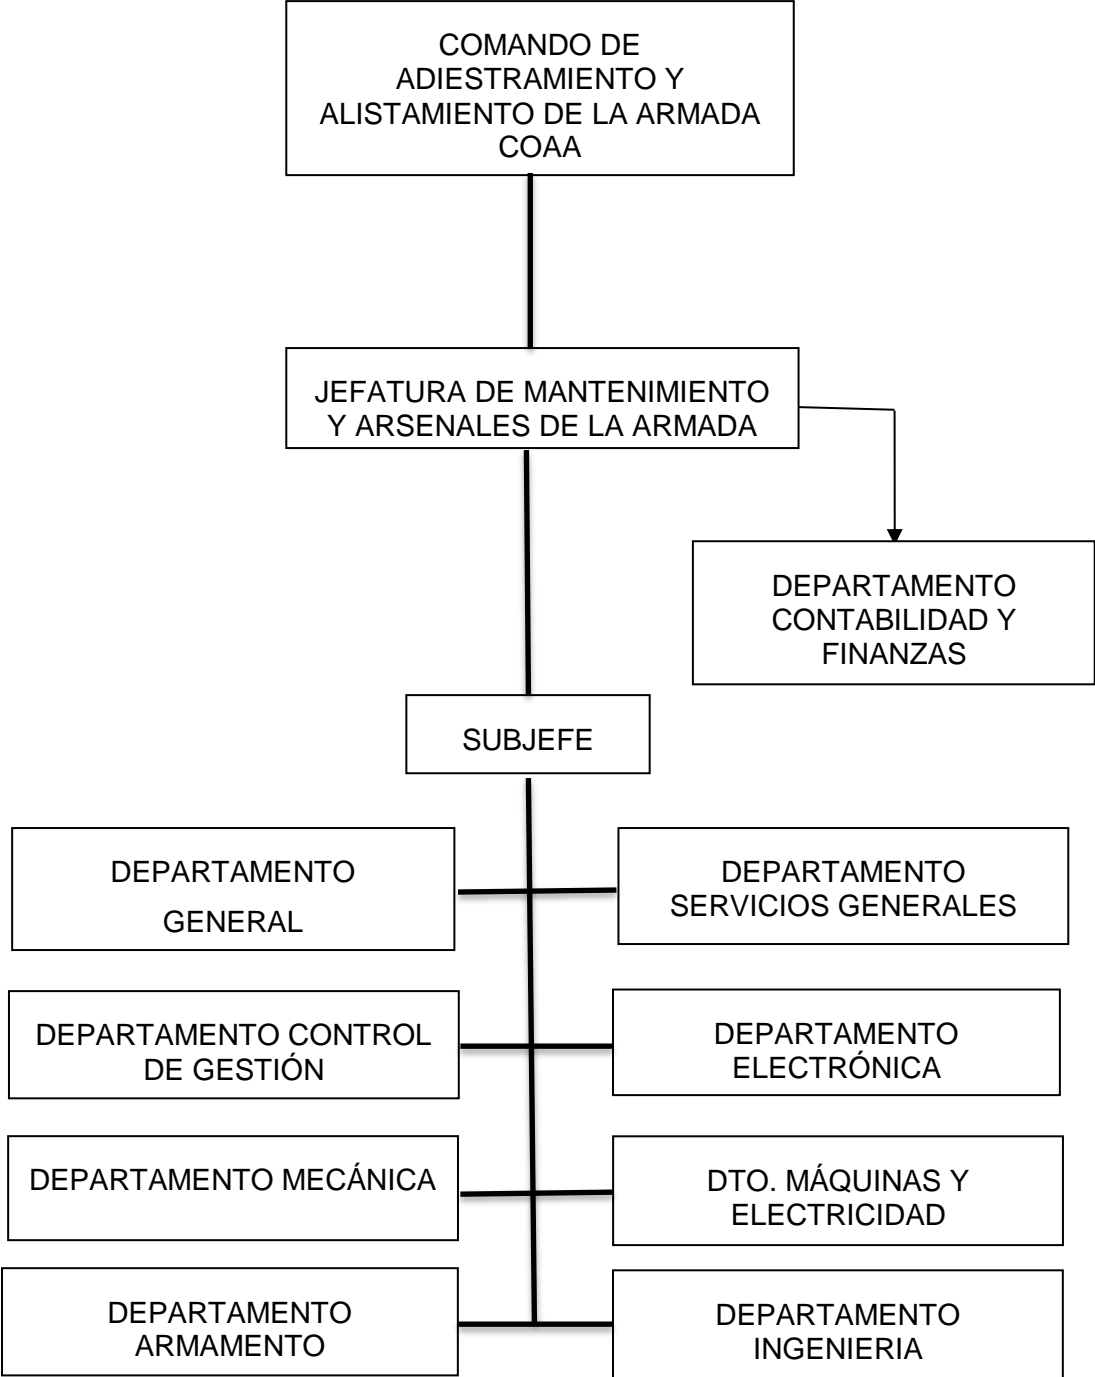 COMANDO DE
ADIESTRAMIENTO Y
ALISTAMIENTO DE LA ARMADA
COAA
JEFATURA DE MANTENIMIENTO
Y ARSENALES DE LA ARMADA
DEPARTAMENTO
CONTABILIDAD Y
FINANZAS
SUBJEFE
DEPARTAMENTO
GENERAL
DEPARTAMENTO
SERVICIOS GENERALES
DEPARTAMENTO CONTROL
DE GESTIÓN
DEPARTAMENTO
ELECTRÓNICA
DEPARTAMENTO MECÁNICA
DTO. MÁQUINAS Y
ELECTRICIDAD
DEPARTAMENTO
ARMAMENTO
DEPARTAMENTO
INGENIERIA